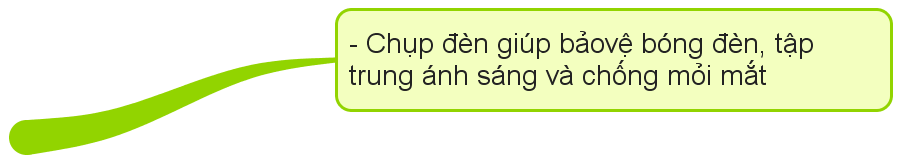 - Chụp đèn giúp bảovệ bóng đèn, tập
trung ánh sáng và chống mỏi mắt